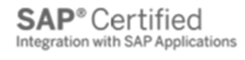 SAP® Certified
Integration with SAP Applications